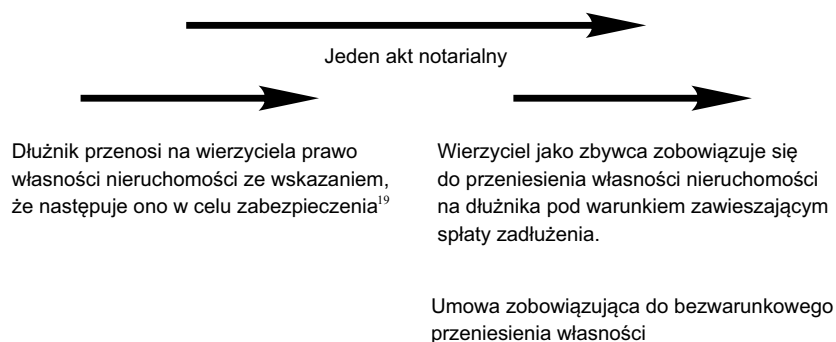 Jeden akt notarialny
Dłużnik przenosi na wierzyciela prawo
własności nieruchomości ze wskazaniem,
że następuje ono w celu zabezpieczenia¹⁹
Wierzyciel jako zbywca zobowiązuje się
do przeniesienia własności nieruchomości
na dłużnika pod warunkiem zawieszającym
spłaty zadłużenia.
Umowa zobowiązująca do bezwarunkowego
przeniesienia własności